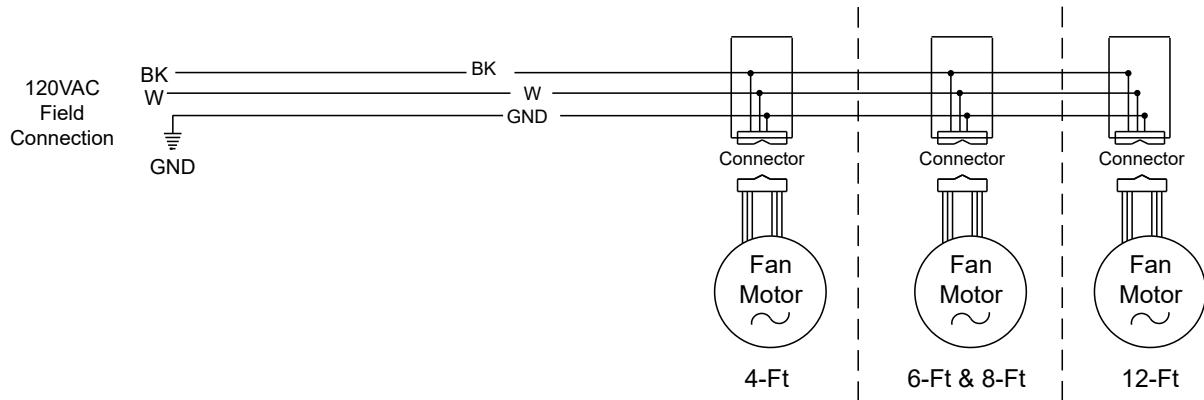 120VAC
Field
Connection
BK
W
GND
BK
W
GND
Connector
Connector
Connector
Fan
Motor
Fan
Motor
Fan
Motor
4-Ft
6-Ft & 8-Ft
12-Ft